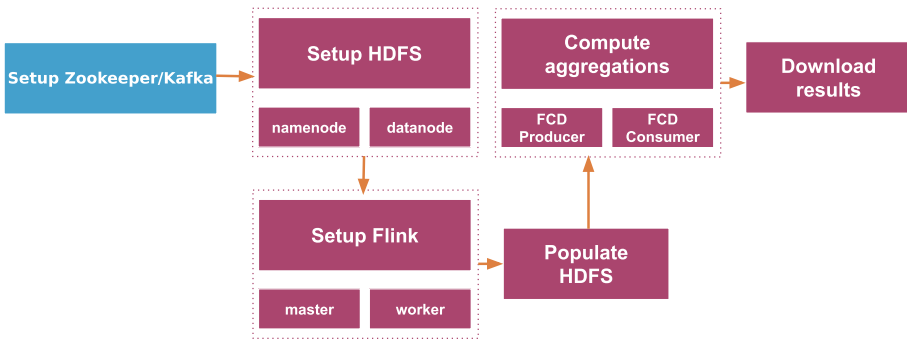 Setup Zookeeper/Kafka
Setup HDFS
namenode
datanode
Setup Flink
master
worker
Populate
HDFS
Compute
aggregations
FCD
Producer
FCD
Consumer
Download
results